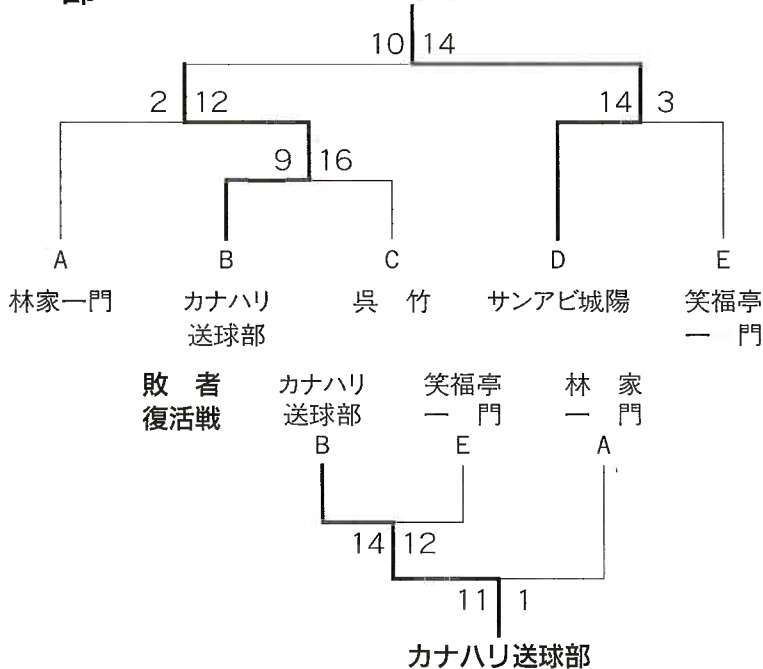 部
10 14
2 12 14 3
9 16
A B C D E
林家一門 カナハリ 呉 竹 サンアビ城陽 笑福亭
送球部 一 門
敗 者 カナハリ 笑福亭 林 家
復活戦 送球部 一 門 一 門
B E A
14 12
11 1
カナハリ送球部